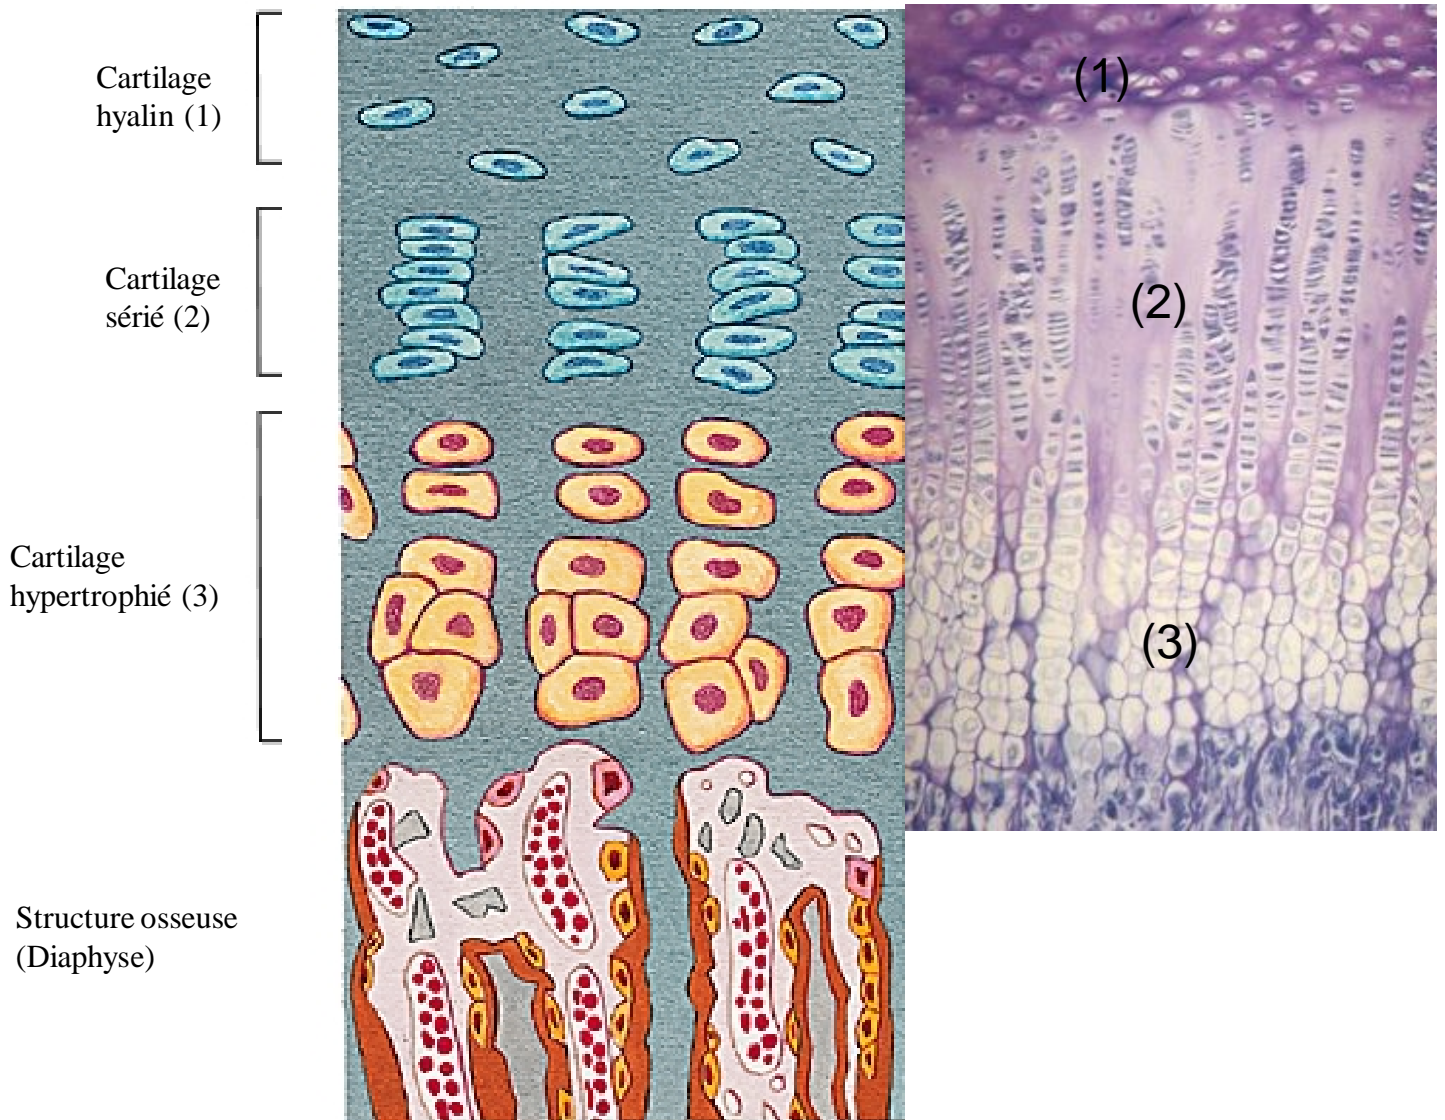 Cartilage
hyalin (1)
Cartilage
sérié (2)
Cartilage
hypertrophié (3)
Structure osseuse
(Diaphyse)
(1)
(2)
(3)